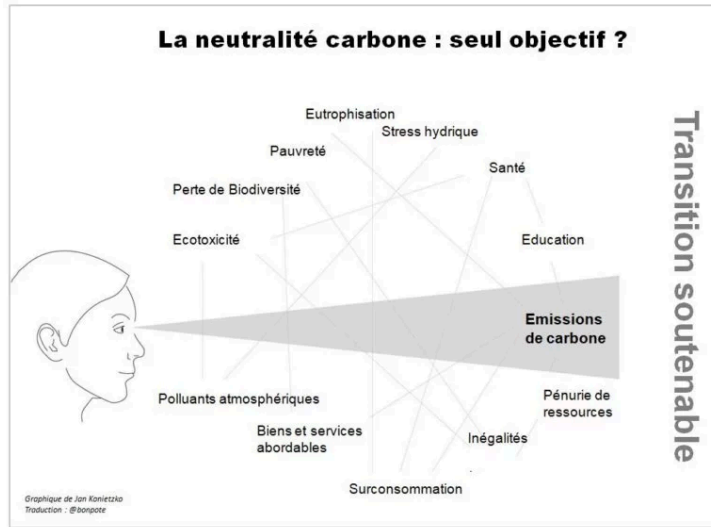 La neutralité carbone : seul objectif ?
Eutrophisation
Stress hydrique
Pauvreté
Santé
Perte de Biodiversité
Ecotoxicité
Education
Emissions
de carbone
Transition soutenable
Polluants atmosphériques
Pénurie de
ressources
Biens et services
abordables
Inégalités
Surconsommation
Graphique de Jan Konietzko
Traduction : @bonpote